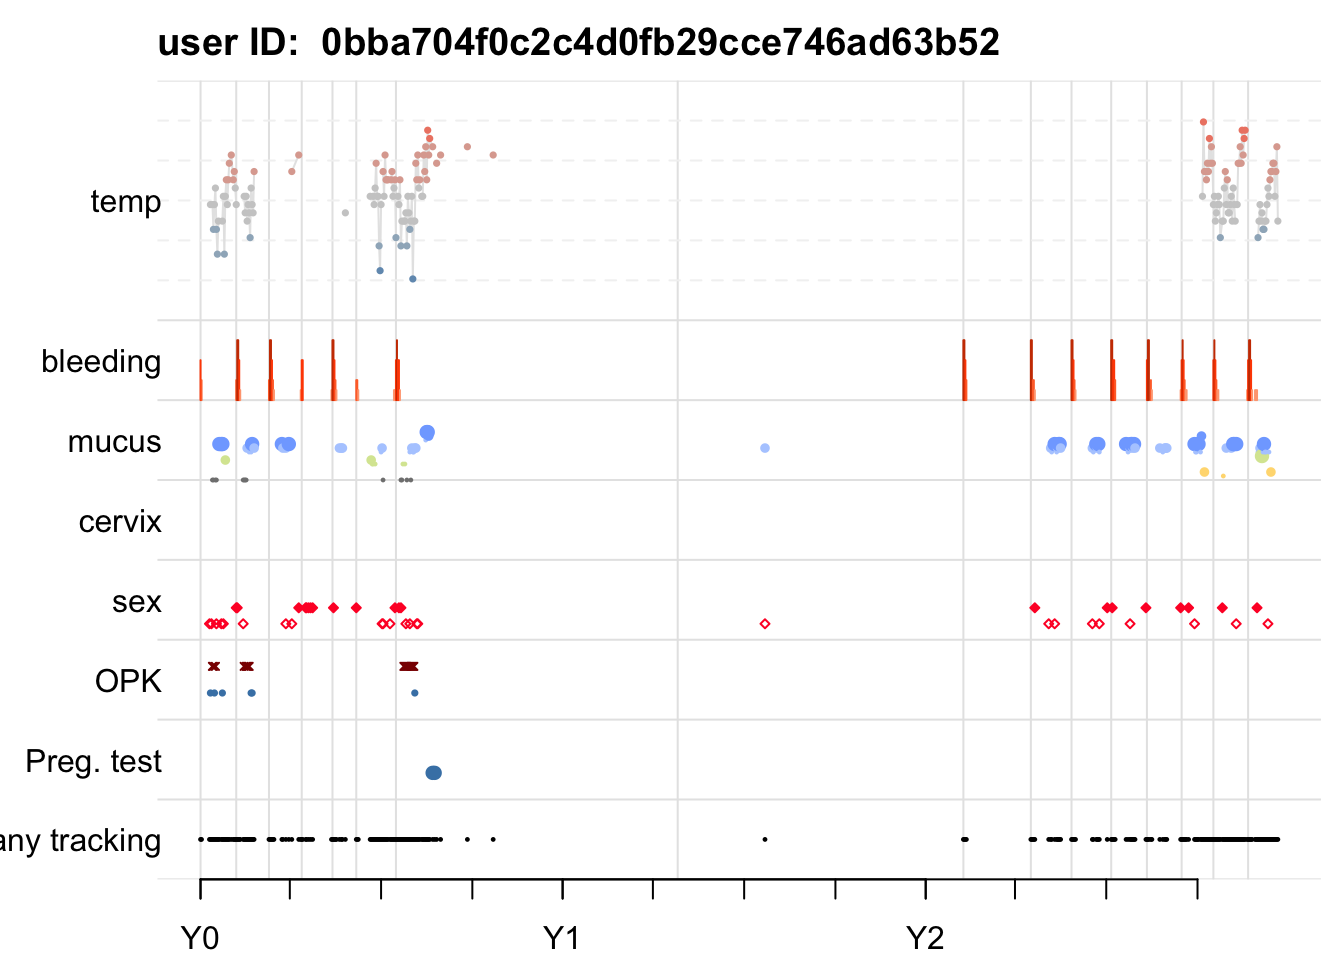 user ID:  0bba704f0c2c4d0fb29cce746ad63b52
temp
bleeding
mucus
cervix
sex
OPK
Preg. test
any tracking
Y0 Y1 Y2